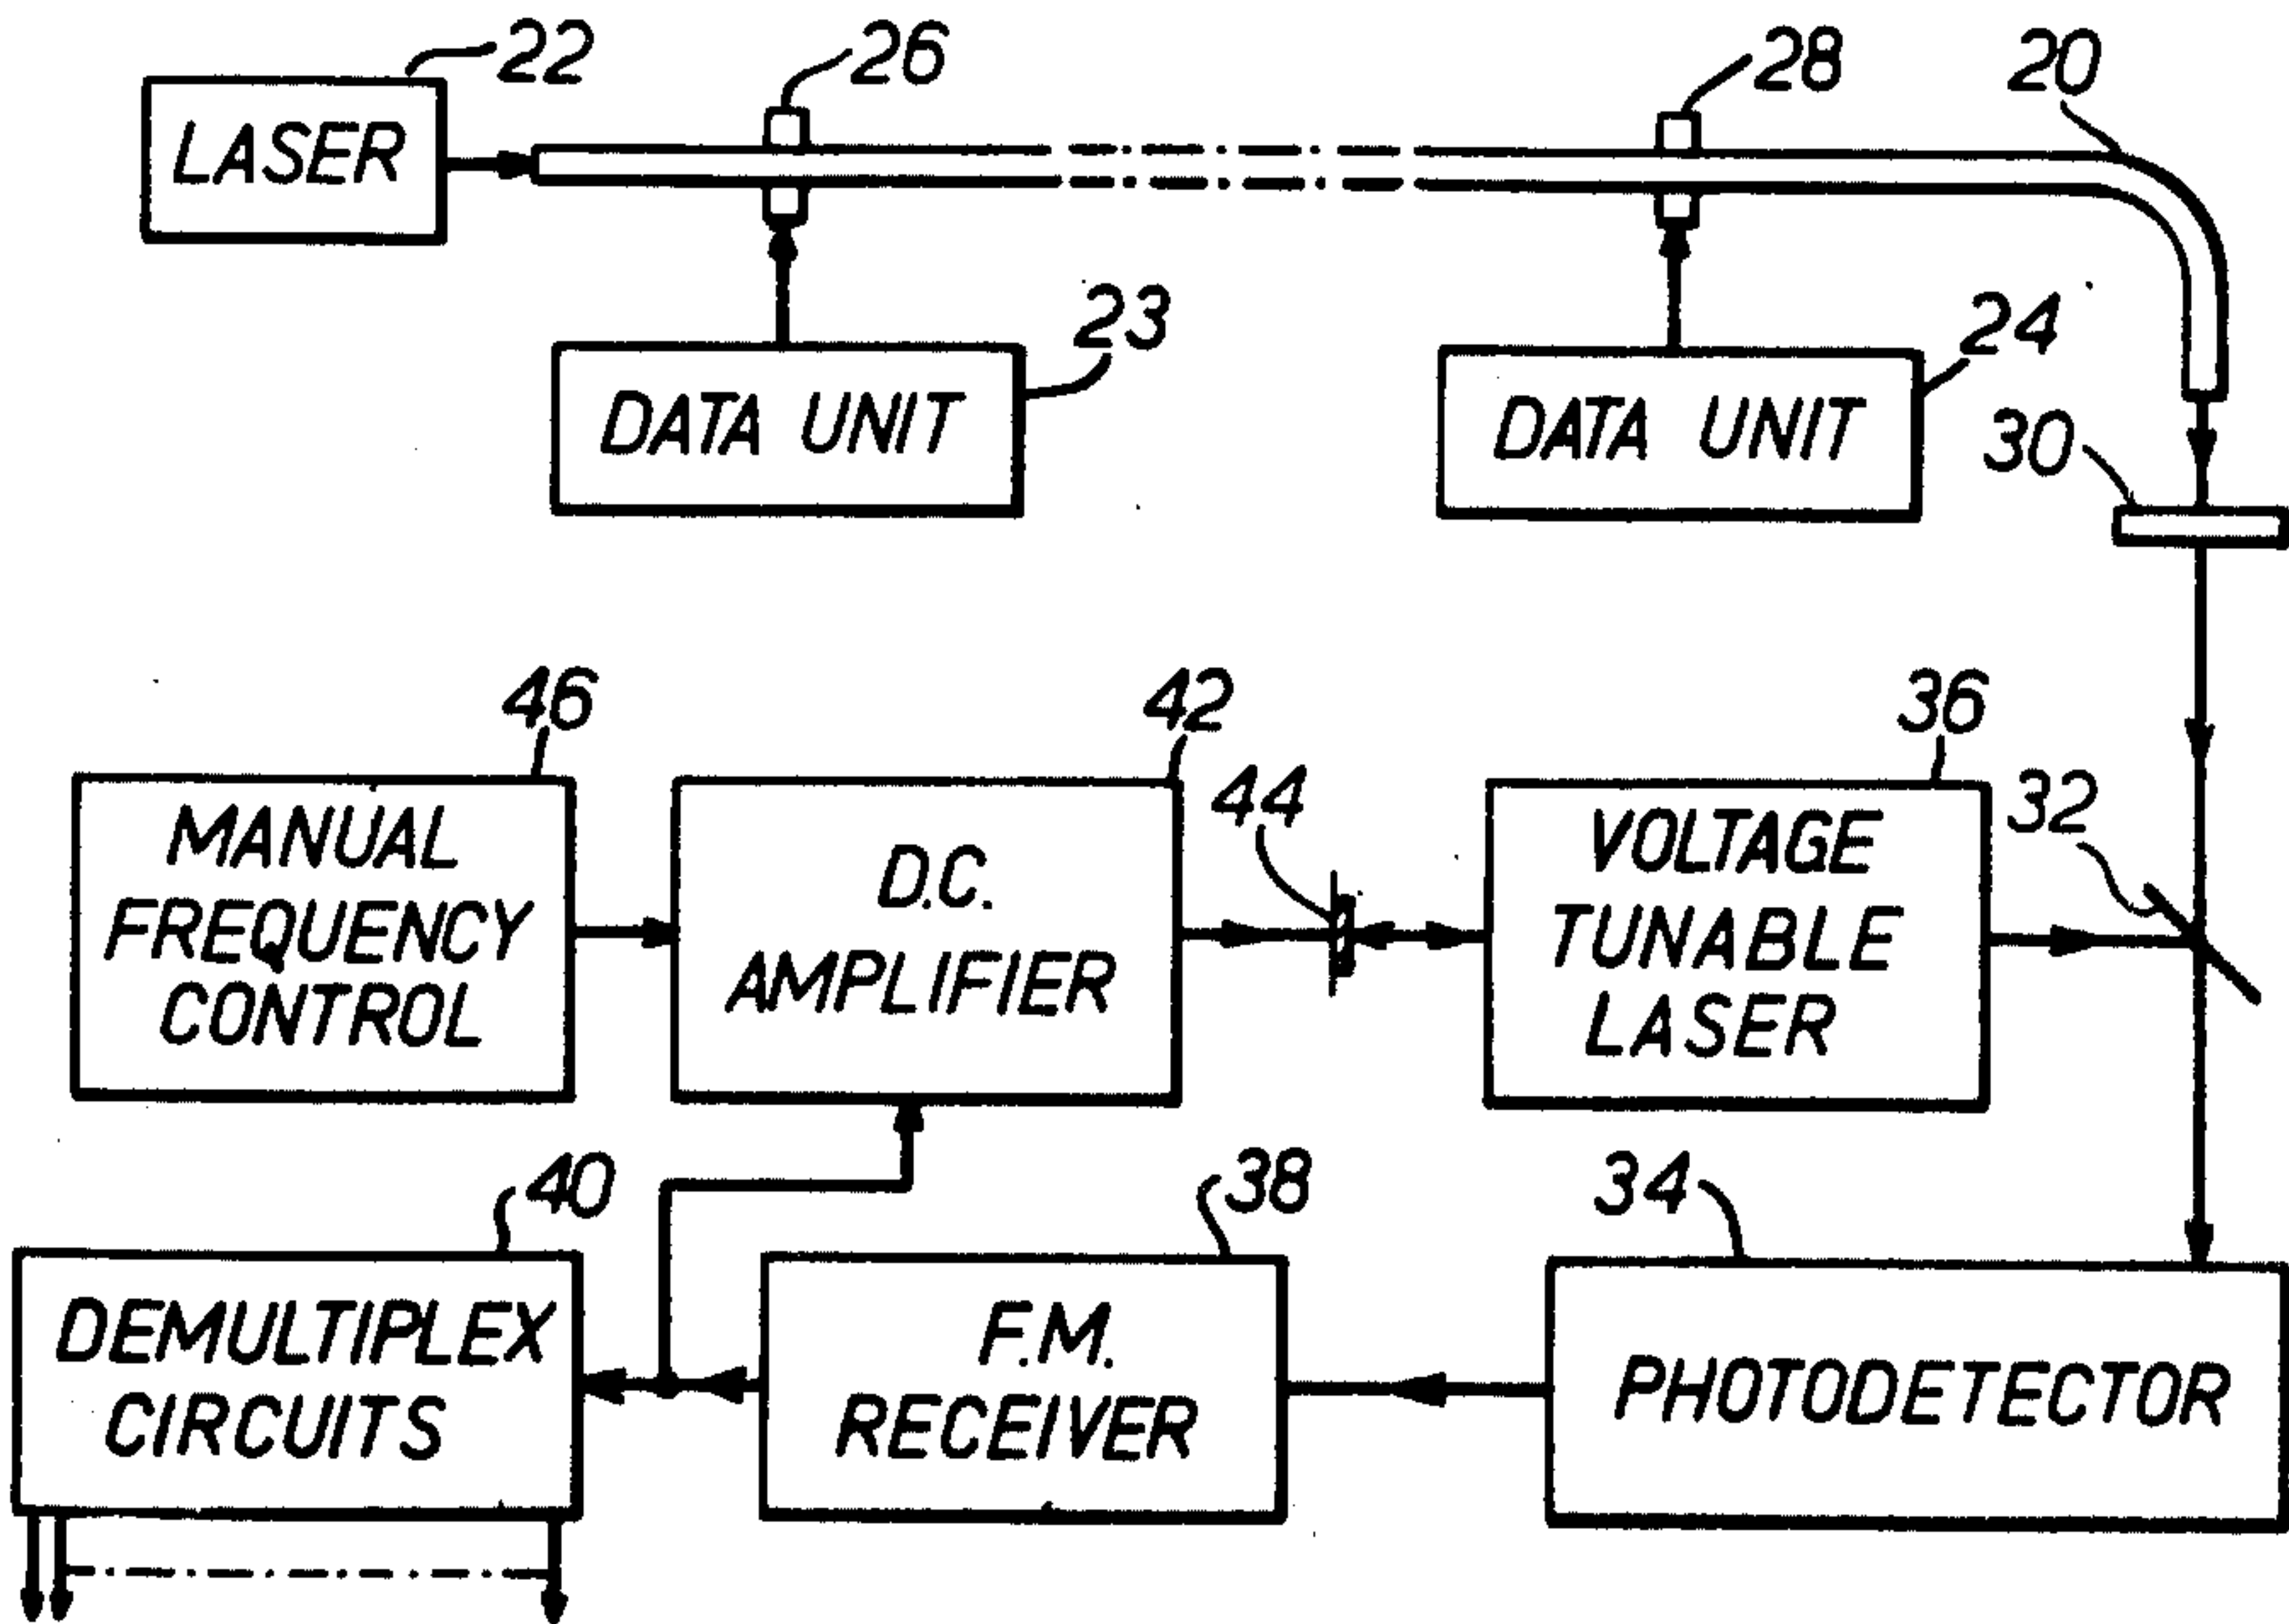 22
26
28
20
LASER
23
24
DATA UNIT
DATA UNIT
30
46
42
36
44
32
MANUAL
FREQUENCY
CONTROL
D.C.
AMPLIFIER
VOLTAGE
TUNABLE
LASER
40
38
34
DEMULTIPLEX
CIRCUITS
F.M.
RECEIVER
PHOTODETECTOR